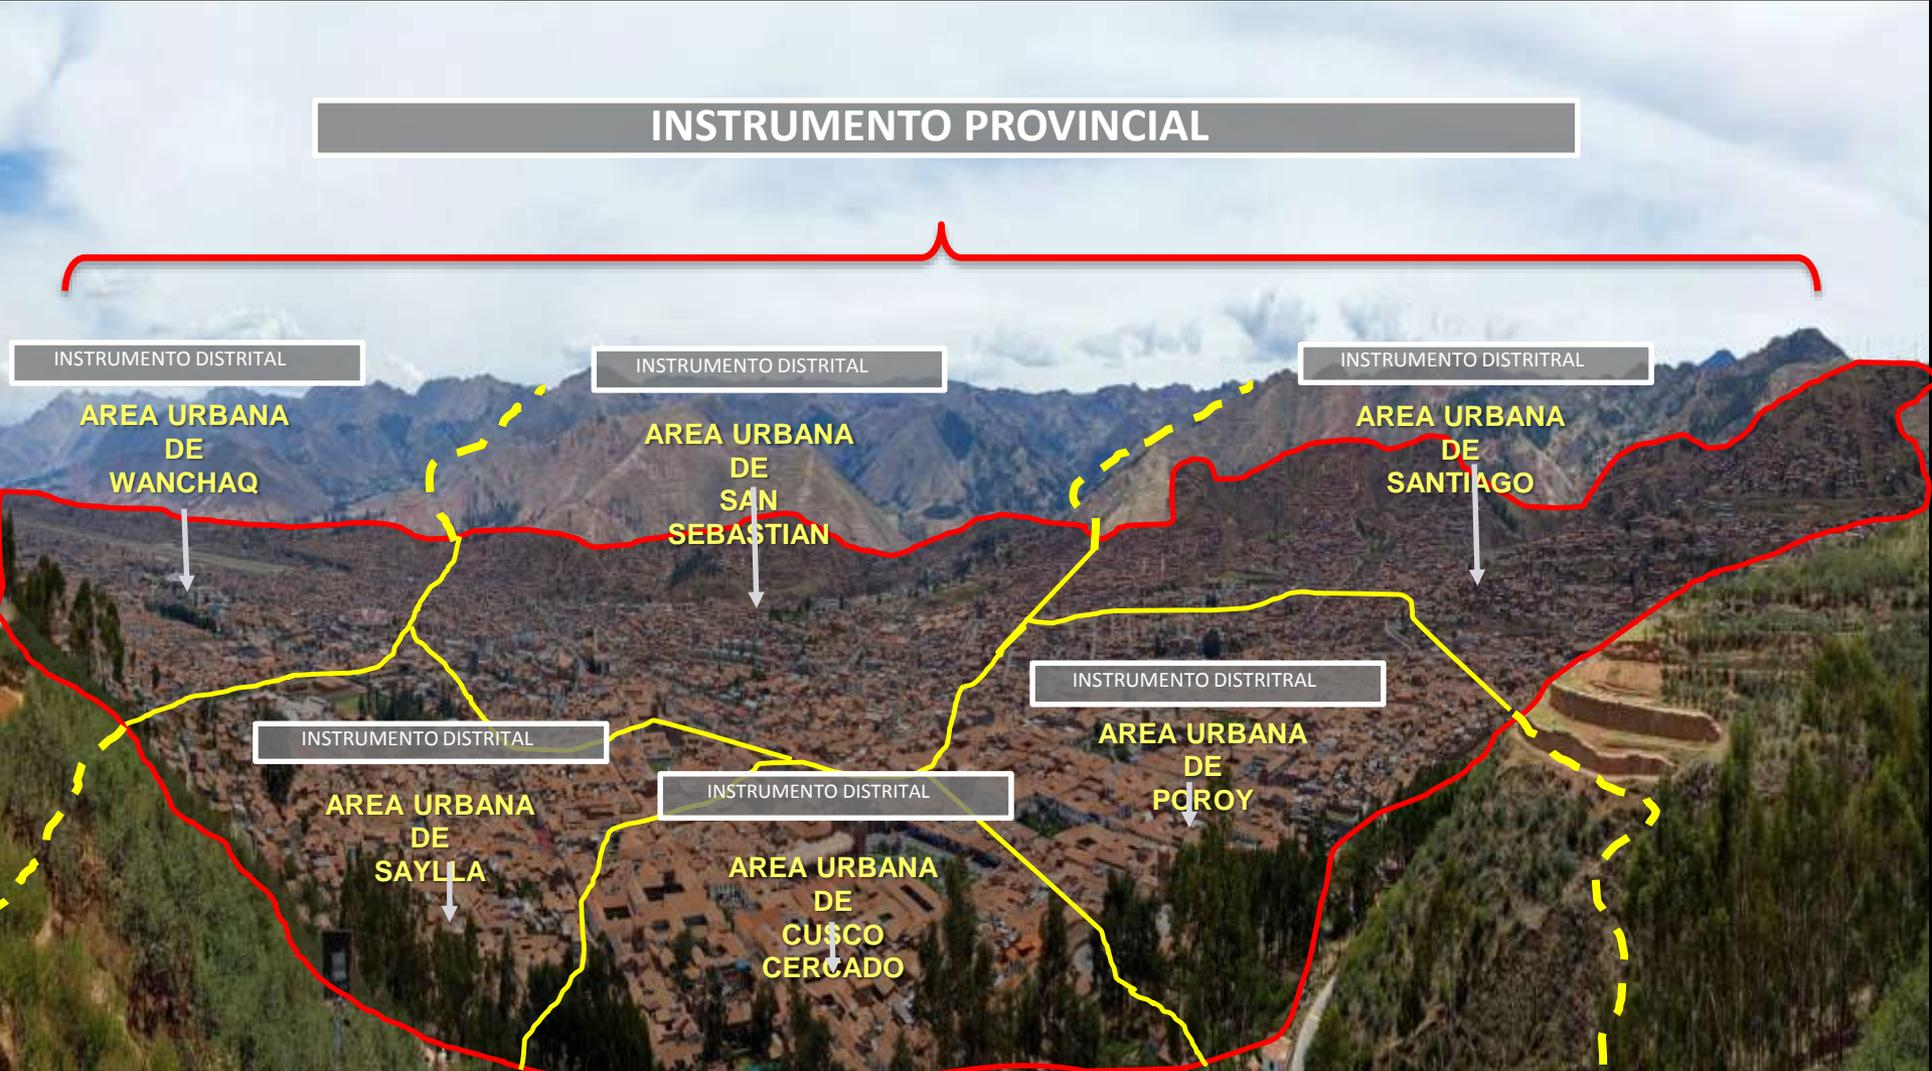 INSTRUMENTO PROVINCIAL
INSTRUMENTO DISTRITAL
AREA URBANA
DE
WANCHAQ
INSTRUMENTO DISTRITAL
AREA URBANA
DE
SAN
SEBASTIAN
INSTRUMENTO DISTRITRAL
AREA URBANA
DE
SANTIAGO
INSTRUMENTO DISTRITAL
AREA URBANA
DE
SAYLLA
INSTRUMENTO DISTRITAL
AREA URBANA
DE
CUSCO
CERCADO
INSTRUMENTO DISTRITRAL
AREA URBANA
DE
POROY